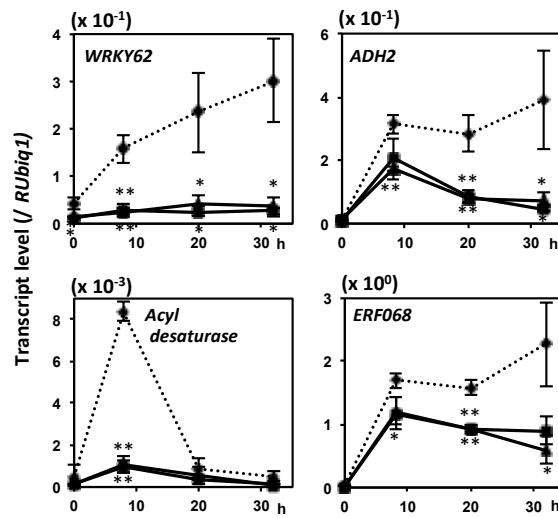 Transcript level(/ RUbiq1)
(x 10-1)
WRKY62
4
3
2
1
0
**
*
*
*
**
*
*
0 10 20 30 h
(x 10-1)
ADH2
6
4
2
0
**
**
**
*
0 10 20 30 h
(x 10-3)
Acyl
desaturase
8
6
4
2
0
**
**
0 10 20 30 h
(x 100)
ERF068
3
2
1
0
**
*
**
*
0 10 20 30 h